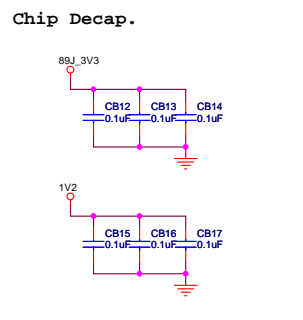 Chip Decap.
89J_3V3
CB12 CB13 CB14
0.1uF 0.1uF 0.1uF
1V2
CB15 CB16 CB17
0.1uF 0.1uF 0.1uF